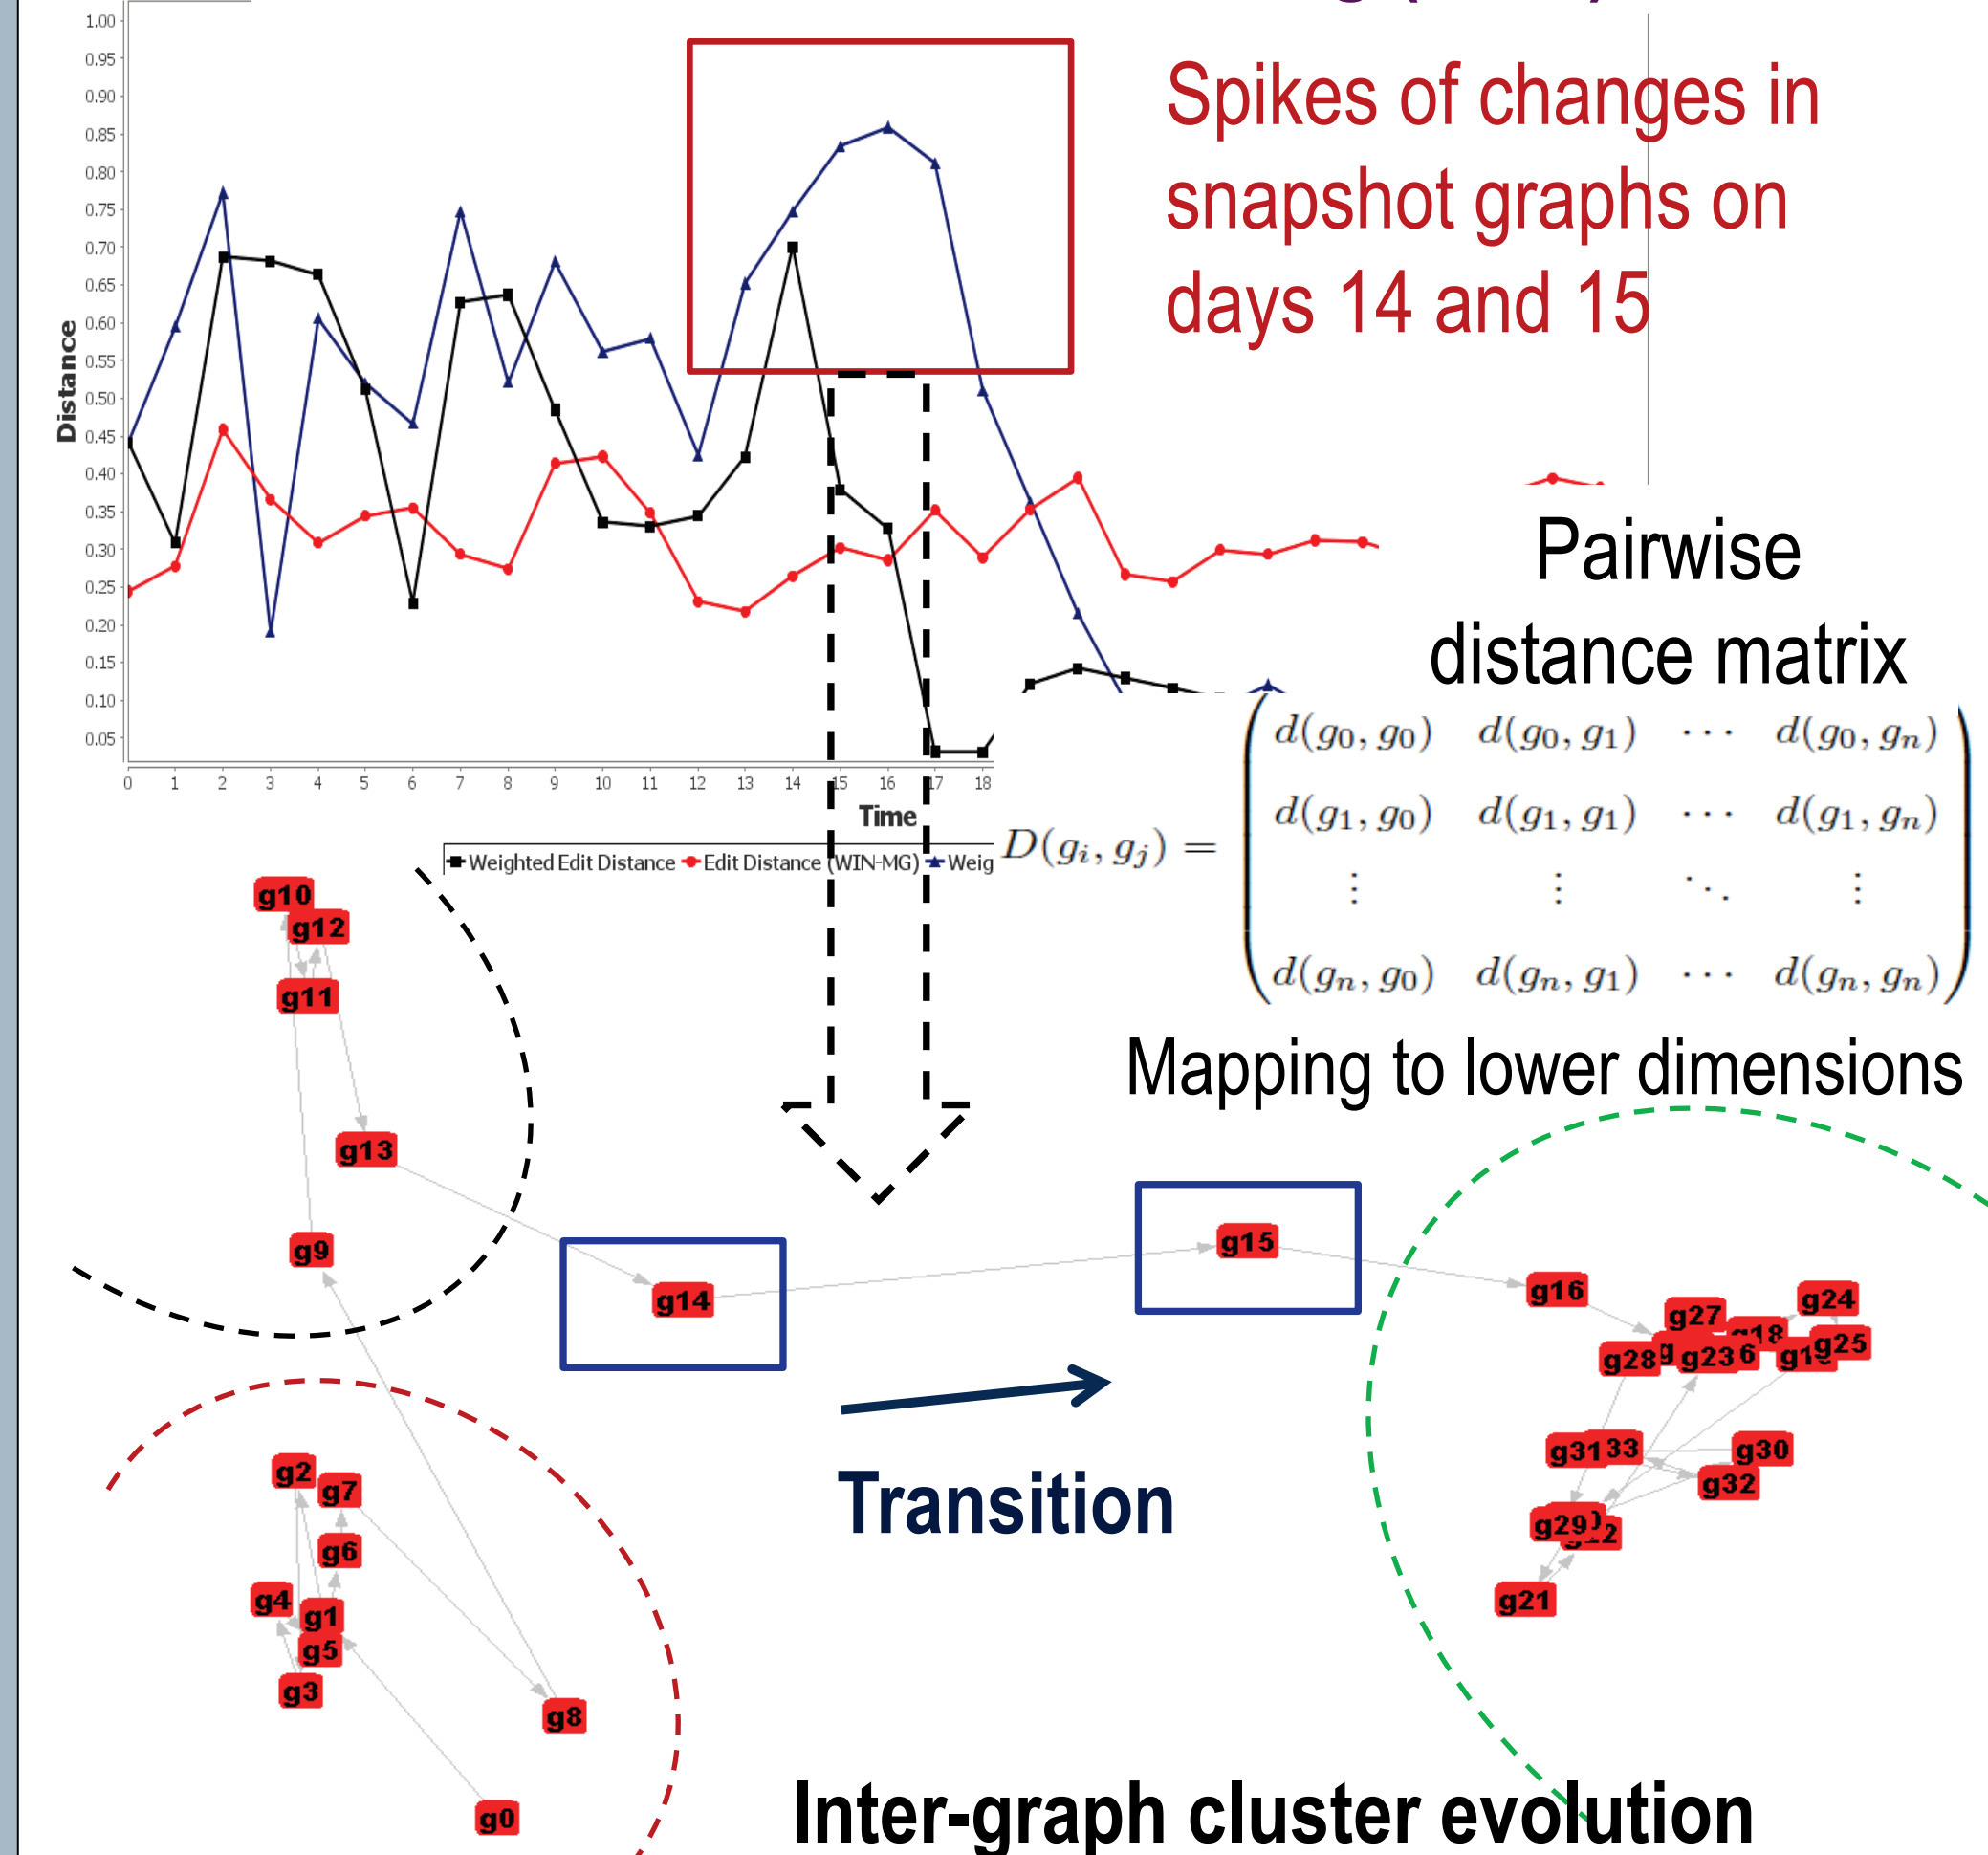 Spikes of changes in
snapshot graphs on
days 14 and 15
1.00
0.95
0.90
0.85
0.80
0.75
0.70
0.65
0.60
0.55
0.50
0.45
0.40
0.35
0.30
0.25
0.20
0.15
0.10
0.05
Distance
0 1 2 3 4 5 6 7 8 9 10 11 12 13 14 15 16 17 18
Time
Weighted Edit Distance Edit Distance (WIN-MG) Weig
Pairwise
distance matrix
D(gᵢ, gⱼ) =
d(g₀, g₀) d(g₀, g₁) ⋯ d(g₀, gₙ)
d(g₁, g₀) d(g₁, g₁) ⋯ d(g₁, gₙ)
⋮ ⋮ ⋱ ⋮
d(gₙ, g₀) d(gₙ, g₁) ⋯ d(gₙ, gₙ)
Mapping to lower dimensions
g10
g12
g11
g13
g9
g14
g15
g16
g27
g24
g18
g25
g28
g23
g31
33
g30
g32
g29
g21
Transition
g2
g7
g6
g4
g1
g5
g3
g8
g0
Inter-graph cluster evolution